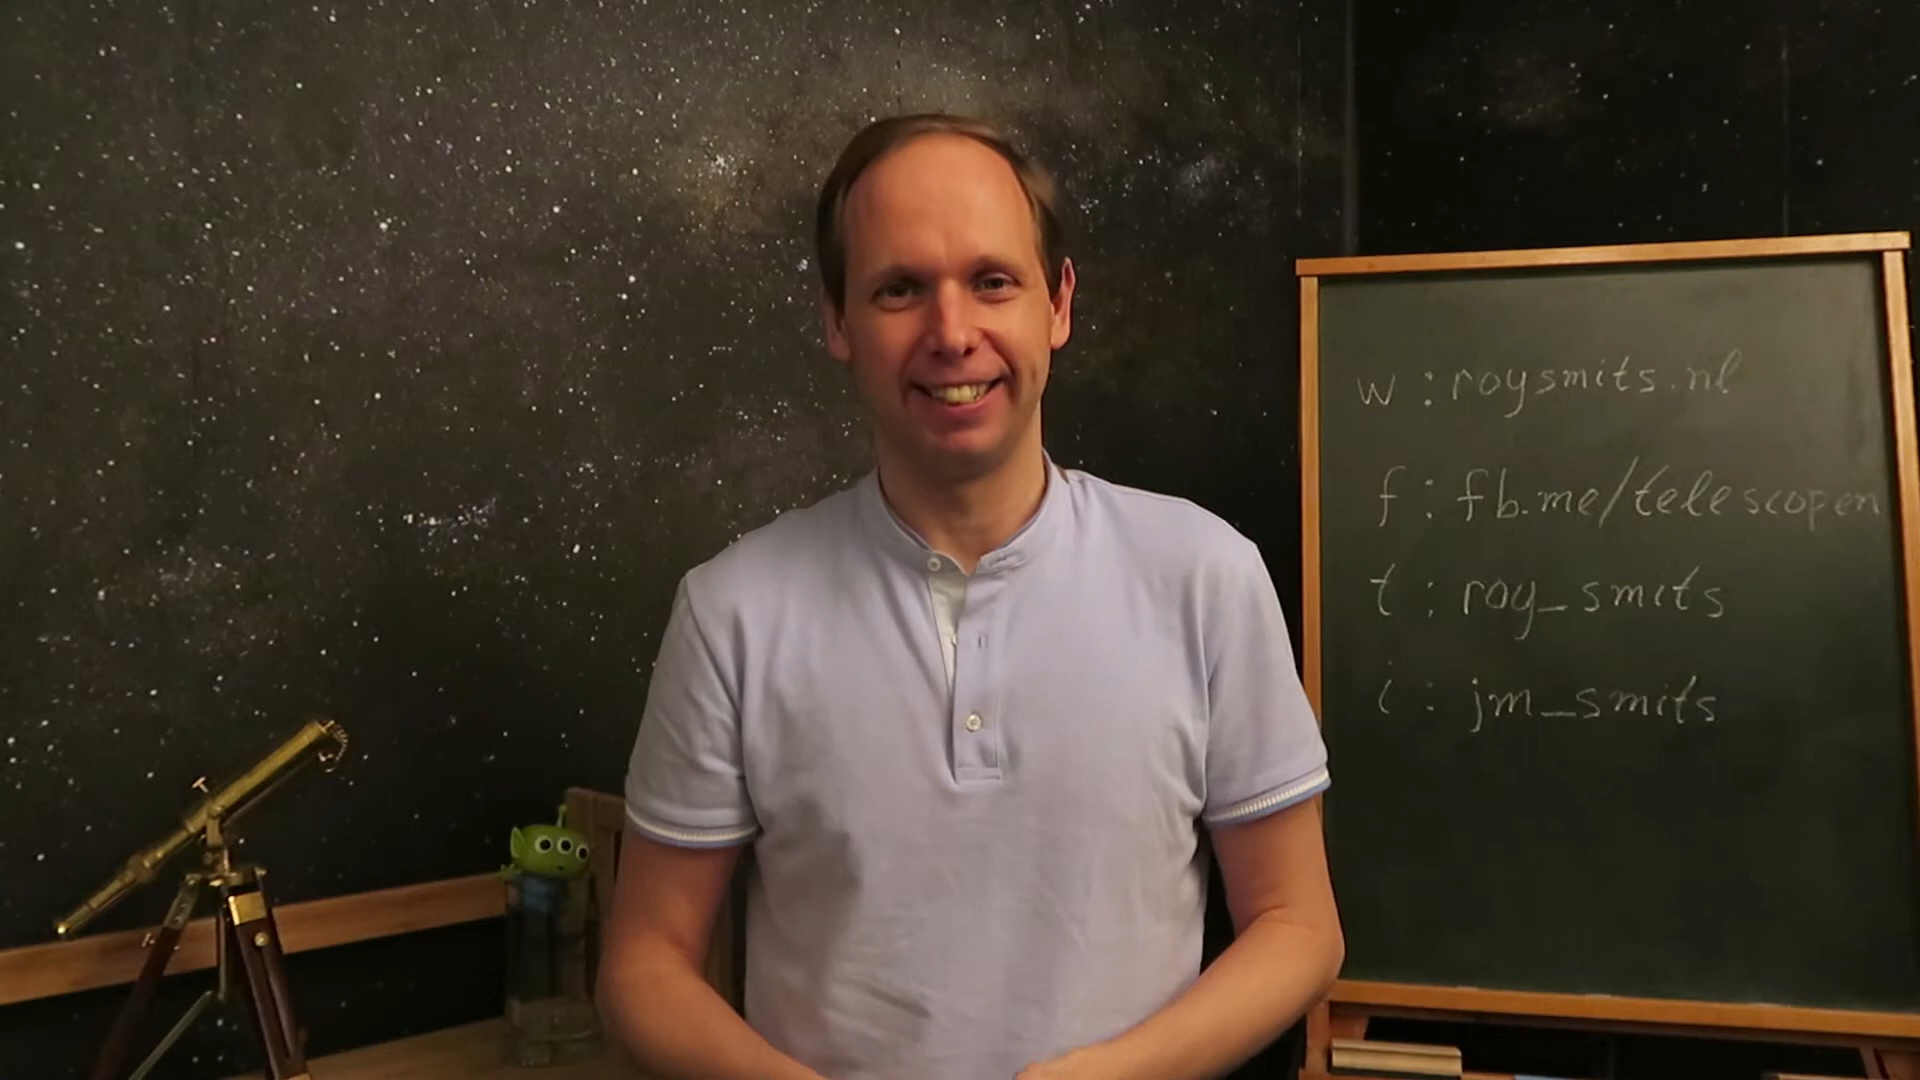 w : roysmits.nl
f : fb.me/telescopen
t : roy_smits
i : jm_smits